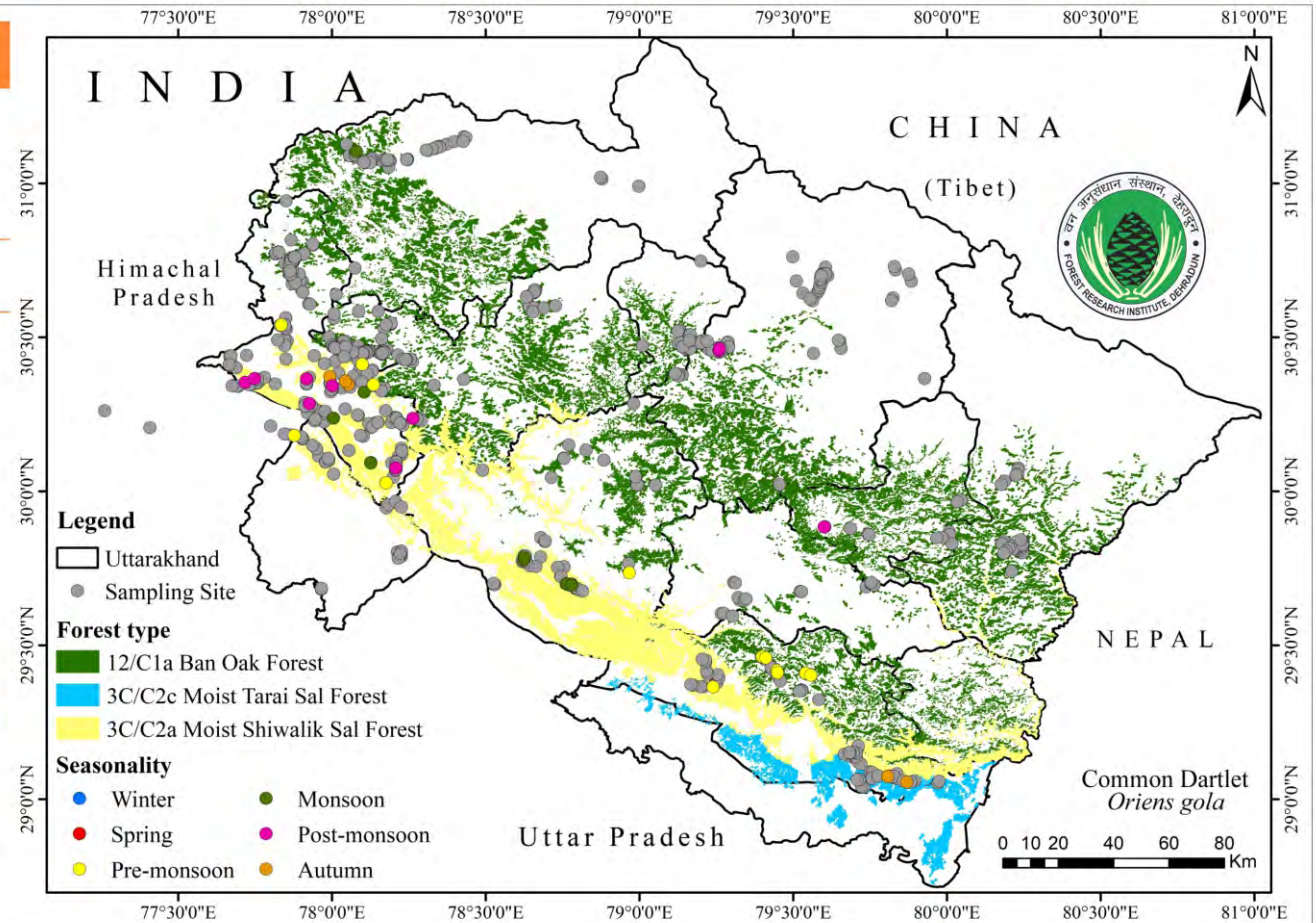 77°30'0"E 78°0'0"E 78°30'0"E 79°0'0"E 79°30'0"E 80°0'0"E 80°30'0"E 81°0'0"E
INDIA
N
CHINA
(Tibet)
31°0'0"N
31°0'0"N
वन अनुसंधान संस्थान, देहरादून
FOREST RESEARCH INSTITUTE, DEHRADUN
Himachal
Pradesh
30°30'0"N
30°30'0"N
30°0'0"N
30°0'0"N
Legend
Uttarakhand
Sampling Site
Forest type
12/C1a Ban Oak Forest
3C/C2c Moist Tarai Sal Forest
3C/C2a Moist Shiwalik Sal Forest
Seasonality
Winter
Spring
Pre-monsoon
Monsoon
Post-monsoon
Autumn
29°30'0"N
29°30'0"N
NEPAL
29°0'0"N
29°0'0"N
Uttar Pradesh
Common Dartlet
Oriens gola
0 10 20 40 60 80
Km
77°30'0"E 78°0'0"E 78°30'0"E 79°0'0"E 79°30'0"E 80°0'0"E 80°30'0"E 81°0'0"E